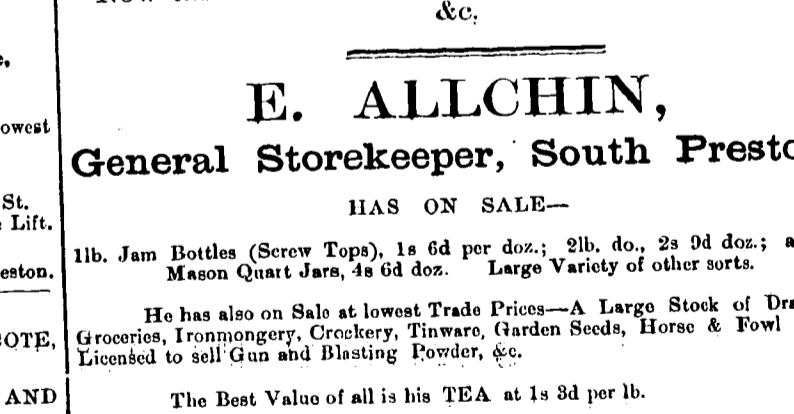 &c.
E. ALLCHIN,
General Storekeeper, South Presto
HAS ON SALE—
1lb. Jam Bottles (Screw Tops), 1s 6d per doz.; 2lb. do., 2s 9d doz.; a
Mason Quart Jars, 4s 6d doz. Large Variety of other sorts.
He has also on Sale at lowest Trade Prices—A Large Stock of Dra
Groceries, Ironmongery, Crockery, Tinware, Garden Seeds, Horse & Fowl
Licensed to sell Gun and Blasting Powder, &c.
The Best Value of all is his TEA at 1s 3d per lb.
owest
St.
Lift.
eston.
OTE,
AND